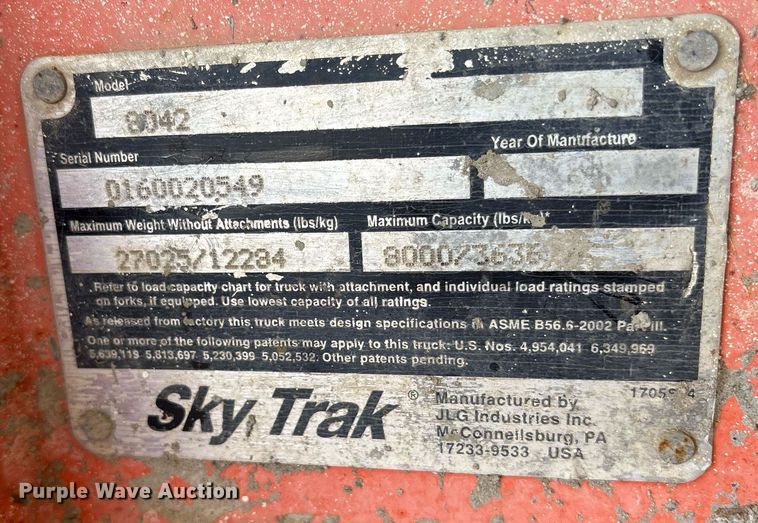 Model
8042
Serial Number
Year Of Manufacture
0160020549
Maximum Weight Without Attachments (lbs/kg)
Maximum Capacity (lbs/
27025/12284
8000/3636
* Refer to load capacity chart for truck with attachment, and individual load ratings stamped
on forks, if equipped. Use lowest capacity of all ratings.
As released from factory this truck meets design specifications in ASME B56.6-2002 Part III.
One or more of the following patents may apply to this truck: U.S. Nos. 4,954,041 6,349,969
5,639,119 5,813,697 5,230,399 5,052,532. Other patents pending.
Sky Trak®
Manufactured by
JLG Industries Inc.
McConnellsburg, PA
17233-9533 USA
Purple Wave Auction